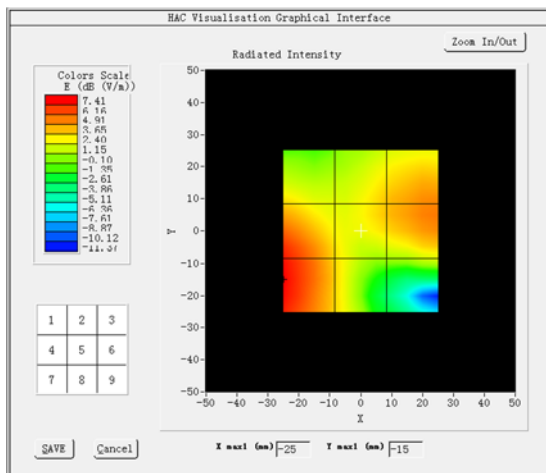 HAC Visualisation Graphical Interface
Zoom In/Out
Radiated Intensity
Colors Scale
E (dB (V/m))
7.41
6.16
4.91
3.65
2.40
1.15
-0.10
-1.35
-2.61
-3.86
-5.11
-6.36
-7.61
-8.87
-10.12
-11.37
50
40
30
20
10
0
-10
-20
-30
-40
-50
Y
-50 -40 -30 -20 -10 0 10 20 30 40 50
X
1 2 3
4 5 6
7 8 9
SAVE Cancel
X max1 (mm) -25 Y max1 (mm) -15